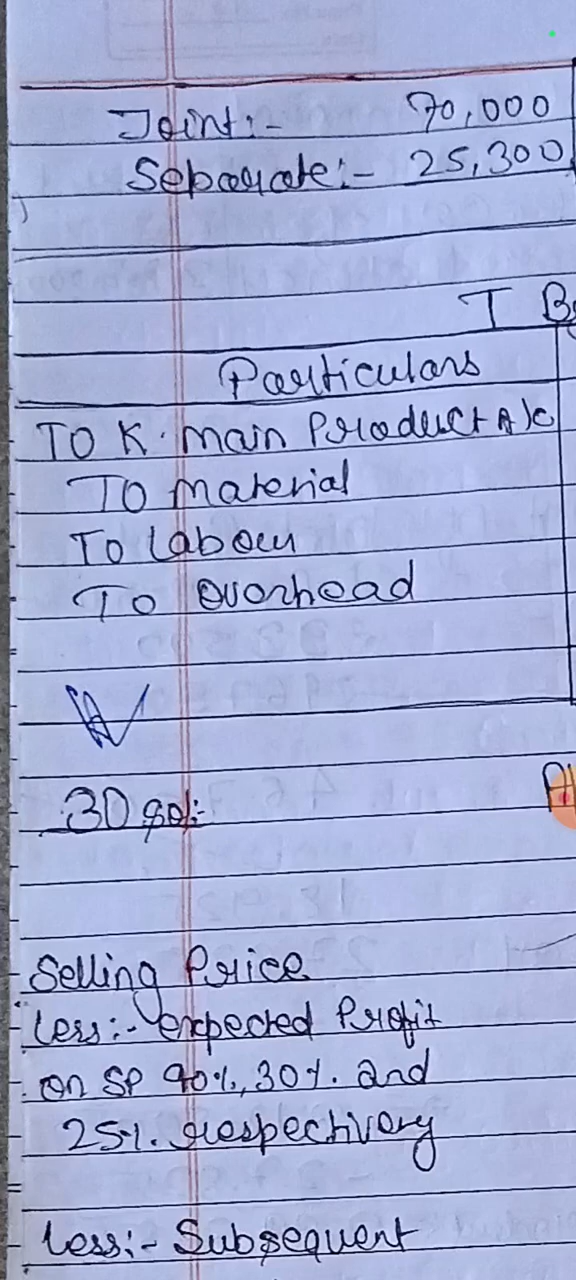 Joint:- 70,000
Separate:- 25,300
T B
Particulars
TO K. main Product A/c
TO material
To labour
To overhead
30 sol:-
Selling Price
Less:- expected Profit
on SP 90%, 30%. and
25%. respectively
Less:- Subsequent